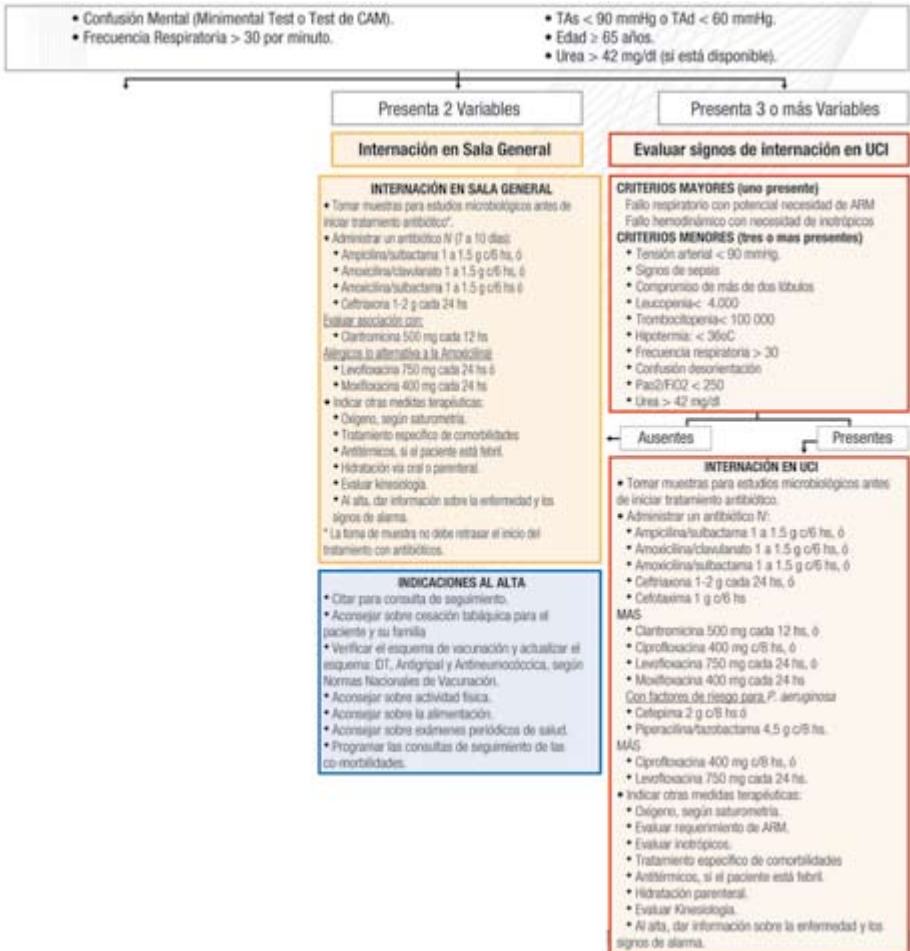 • Confusión Mental (Minimental Test o Test de CAM).
• Frecuencia Respiratoria > 30 por minuto.
• TAs < 90 mmHg o TAd < 60 mmHg.
• Edad ≥ 65 años.
• Urea > 42 mg/dl (si está disponible).
Presenta 2 Variables
Internación en Sala General
INTERNACIÓN EN SALA GENERAL
• Tomar muestras para estudios microbiológicos antes de
iniciar tratamiento antibiótico*.
• Administrar un antibiótico IV (7 a 10 días):
• Ampicilina/sulbactama 1 a 1.5 g c/6 hs, ó
• Amoxicilina/clavulanato 1 a 1.5 g c/6 hs, ó
• Amoxicilina/sulbactama 1 a 1.5 g c/6 hs ó
• Ceftriaxona 1-2 g cada 24 hs
Evaluar asociación con:
• Claritromicina 500 mg cada 12 hs
Alérgicos (o alternativa a la Amoxicilina)
• Levofloxacina 750 mg cada 24 hs ó
• Moxifloxacina 400 mg cada 24 hs
• Indicar otras medidas terapéuticas:
• Oxígeno, según saturometría.
• Tratamiento específico de comorbilidades
• Antitérmicos, si el paciente está febril.
• Hidratación vía oral o parenteral.
• Evaluar kinesiología.
• Al alta, dar información sobre la enfermedad y los
signos de alarma.
* La toma de muestra no debe retrasar el inicio del
tratamiento con antibióticos.
INDICACIONES AL ALTA
• Citar para consulta de seguimiento.
• Aconsejar sobre cesación tabáquica para el
paciente y su familia
• Verificar el esquema de vacunación y actualizar el
esquema: DT, Antigripal y Antineumocóccica, según
Normas Nacionales de Vacunación.
• Aconsejar sobre actividad física.
• Aconsejar sobre la alimentación.
• Aconsejar sobre exámenes periódicos de salud.
• Programar las consultas de seguimiento de las
co-morbilidades.
Presenta 3 o más Variables
Evaluar signos de internación en UCI
CRITERIOS MAYORES (uno presente)
Fallo respiratorio con potencial necesidad de ARM
Fallo hemodinámico con necesidad de inotrópicos
CRITERIOS MENORES (tres o mas presentes)
• Tensión arterial < 90 mmHg.
• Signos de sepsis
• Compromiso de más de dos lóbulos
• Leucopenia< 4.000
• Trombocitopenia< 100 000
• Hipotermia: < 36oC
• Frecuencia respiratoria > 30
• Confusión desorientación
• Pao2/FiO2 < 250
• Urea > 42 mg/dl
Ausentes
Presentes
INTERNACIÓN EN UCI
• Tomar muestras para estudios microbiológicos antes
de iniciar tratamiento antibiótico.
• Administrar un antibiótico IV:
• Ampicilina/sulbactama 1 a 1.5 g c/6 hs, ó
• Amoxicilina/clavulanato 1 a 1.5 g c/6 hs, ó
• Amoxicilina/sulbactama 1 a 1.5 g c/6 hs, ó
• Ceftriaxona 1-2 g cada 24 hs, ó
• Cefotaxima 1 g c/6 hs
MAS
• Claritromicina 500 mg cada 12 hs, ó
• Ciprofloxacina 400 mg c/8 hs, ó
• Levofloxacina 750 mg cada 24 hs, ó
• Moxifloxacina 400 mg cada 24 hs
Con factores de riesgo para P. aeruginosa
• Cefepima 2 g c/8 hs ó
• Piperacilina/tazobactama 4,5 g c/8 hs.
MÁS
• Ciprofloxacina 400 mg c/8 hs, ó
• Levofloxacina 750 mg cada 24 hs.
• Indicar otras medidas terapéuticas:
• Oxígeno, según saturometría.
• Evaluar requerimiento de ARM.
• Evaluar inotrópicos.
• Tratamiento específico de comorbilidades
• Antitérmicos, si el paciente está febril.
• Hidratación parenteral.
• Evaluar Kinesiología.
• Al alta, dar información sobre la enfermedad y los
signos de alarma.